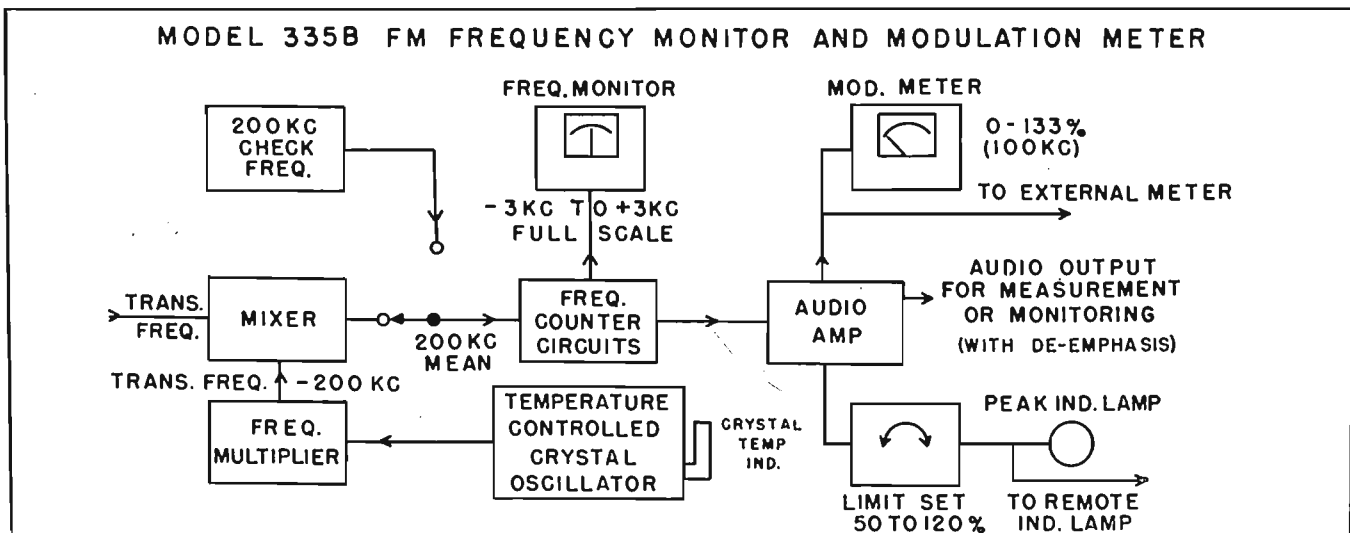 MODEL 335B FM FREQUENCY MONITOR AND MODULATION METER
FREQ. MONITOR
MOD. METER
200KC
CHECK
FREQ.
0-133%
(100KC)
TO EXTERNAL METER
-3KC TO +3KC
FULL SCALE
TRANS.
FREQ.
MIXER
200KC
MEAN
FREQ.
COUNTER
CIRCUITS
AUDIO
AMP
AUDIO OUTPUT
FOR MEASUREMENT
OR MONITORING
(WITH DE-EMPHASIS)
TRANS. FREQ. -200KC
FREQ.
MULTIPLIER
TEMPERATURE
CONTROLLED
CRYSTAL
OSCILLATOR
CRYSTAL
TEMP
IND.
PEAK IND. LAMP
LIMIT SET
50 TO 120%
TO REMOTE
IND. LAMP